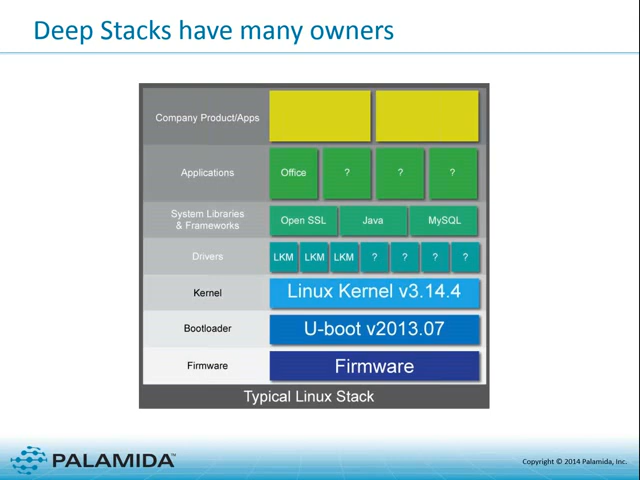 Deep Stacks have many owners
Company Product/Apps
Applications
Office
?
?
?
System Libraries
& Frameworks
Open SSL
Java
MySQL
Drivers
LKM
LKM
LKM
?
?
?
?
Kernel
Linux Kernel v3.14.4
Bootloader
U-boot v2013.07
Firmware
Firmware
Typical Linux Stack
PALAMIDA™
Copyright © 2014 Palamida, Inc.